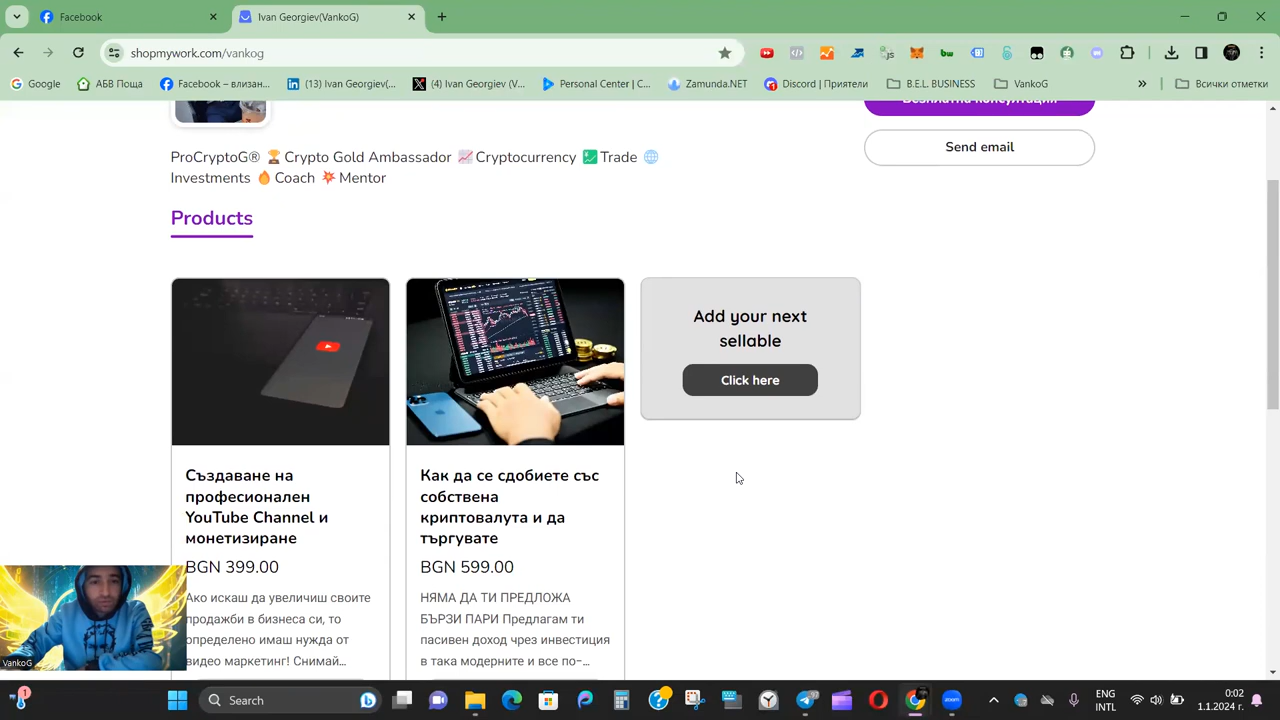 Facebook
Ivan Georgiev(VankoG)
shopmywork.com/vankog
Google
АБВ Поща
Facebook – влизан...
(13) Ivan Georgiev(...
(4) Ivan Georgiev (V...
Personal Center | C...
Zamunda.NET
Discord | Приятели
B.E.L. BUSINESS
VankoG
Всички отметки
Безплатна консултация
Send email
ProCryptoG® 🏆 Crypto Gold Ambassador 📈 Cryptocurrency 💹 Trade 🌐
Investments 🔥 Coach 💥 Mentor
Products
Add your next
sellable
Click here
Създаване на
професионален
YouTube Channel и
монетизиране
BGN 399.00
Ако искаш да увеличиш своите
продажби в бизнеса си, то
определено имаш нужда от
видео маркетинг! Снимай...
Как да се сдобиете със
собствена
криптовалута и да
търгувате
BGN 599.00
НЯМА ДА ТИ ПРЕДЛОЖА
БЪРЗИ ПАРИ Предлагам ти
пасивен доход чрез инвестиция
в така модерните и все по-...
VankoG
1
Search
ENG
INTL
0:02
1.1.2024 г.